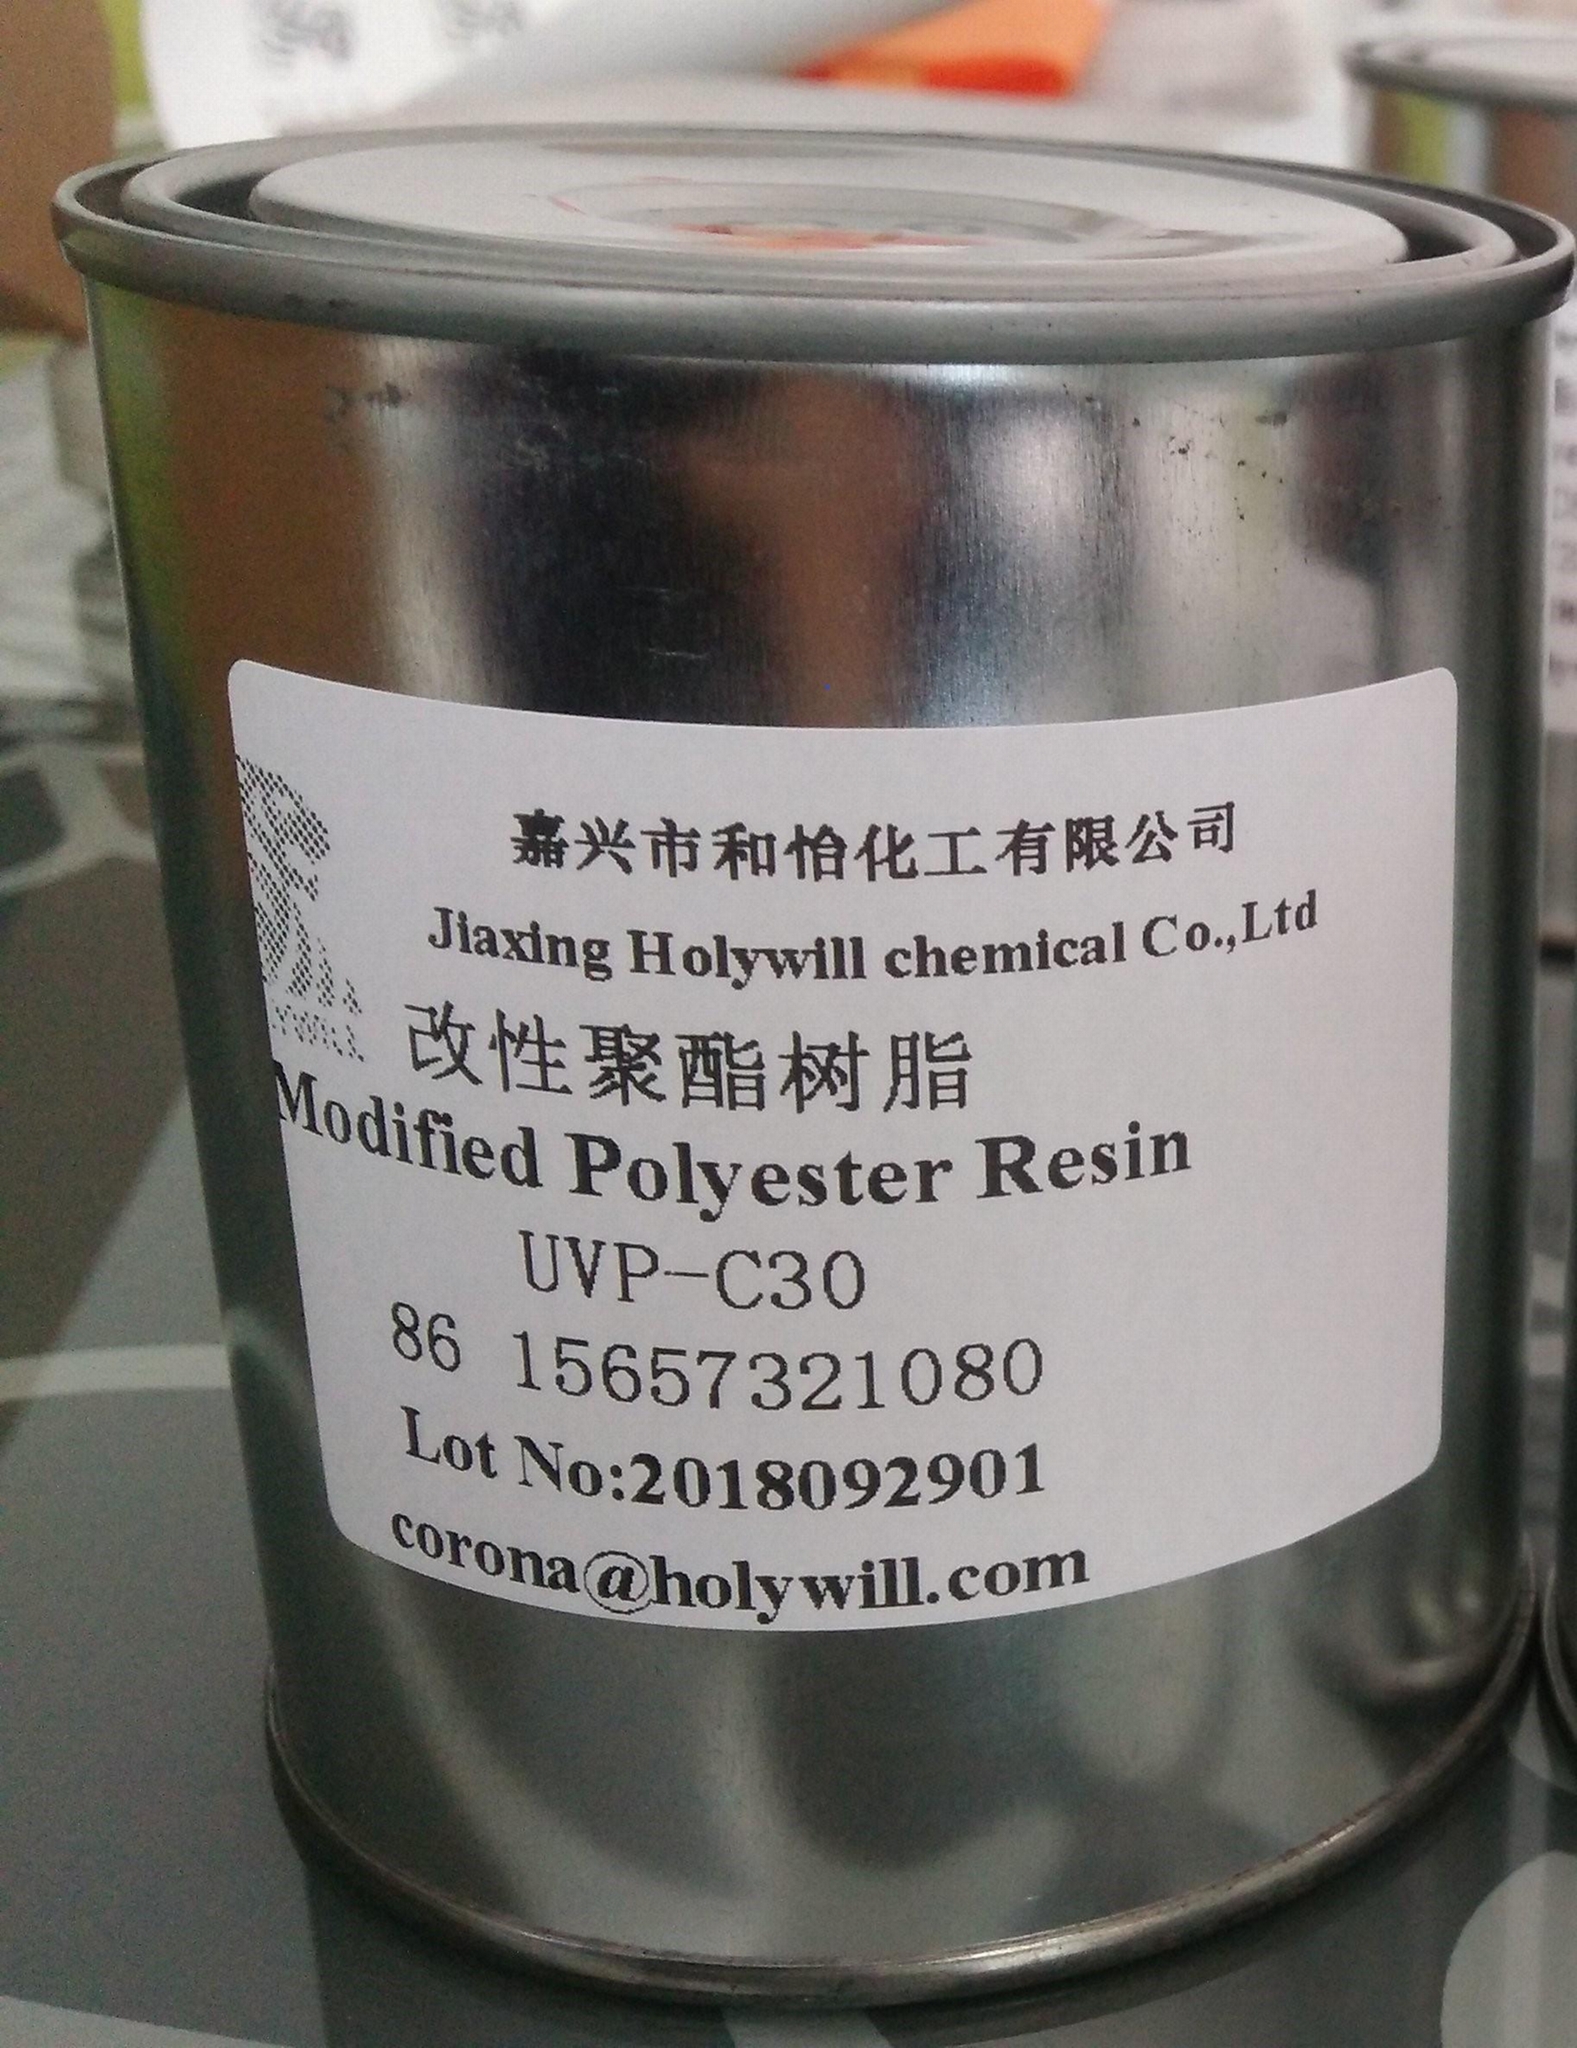 嘉兴市和怡化工有限公司
Jiaxing Holywill chemical Co.,Ltd
改性聚酯树脂
Modified Polyester Resin
UVP-C30
86 15657321080
Lot No:2018092901
corona@holywill.com